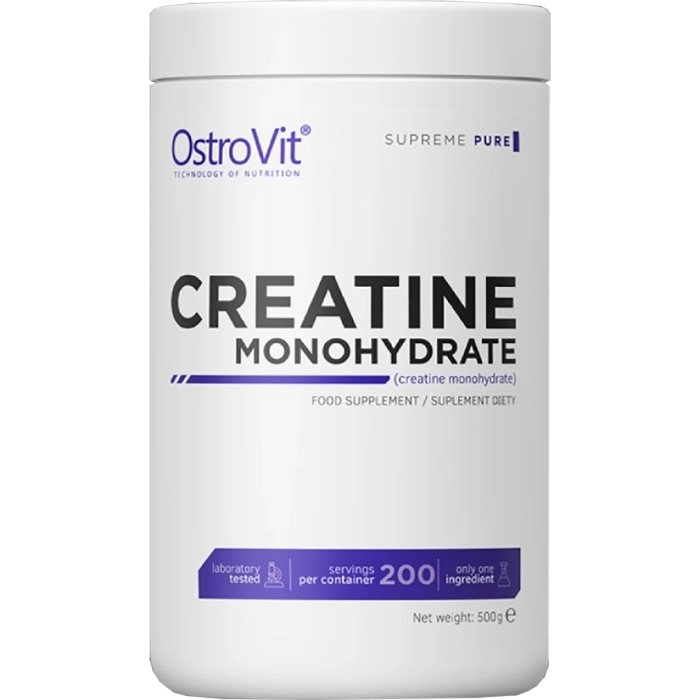 OstroVit®
TECHNOLOGY OF NUTRITION
SUPREME PURE
CREATINE
MONOHYDRATE
(creatine monohydrate)
FOOD SUPPLEMENT / SUPLEMENT DIETY
laboratory
tested
servings
per container 200
only one
ingredient
Net weight: 500g ℮